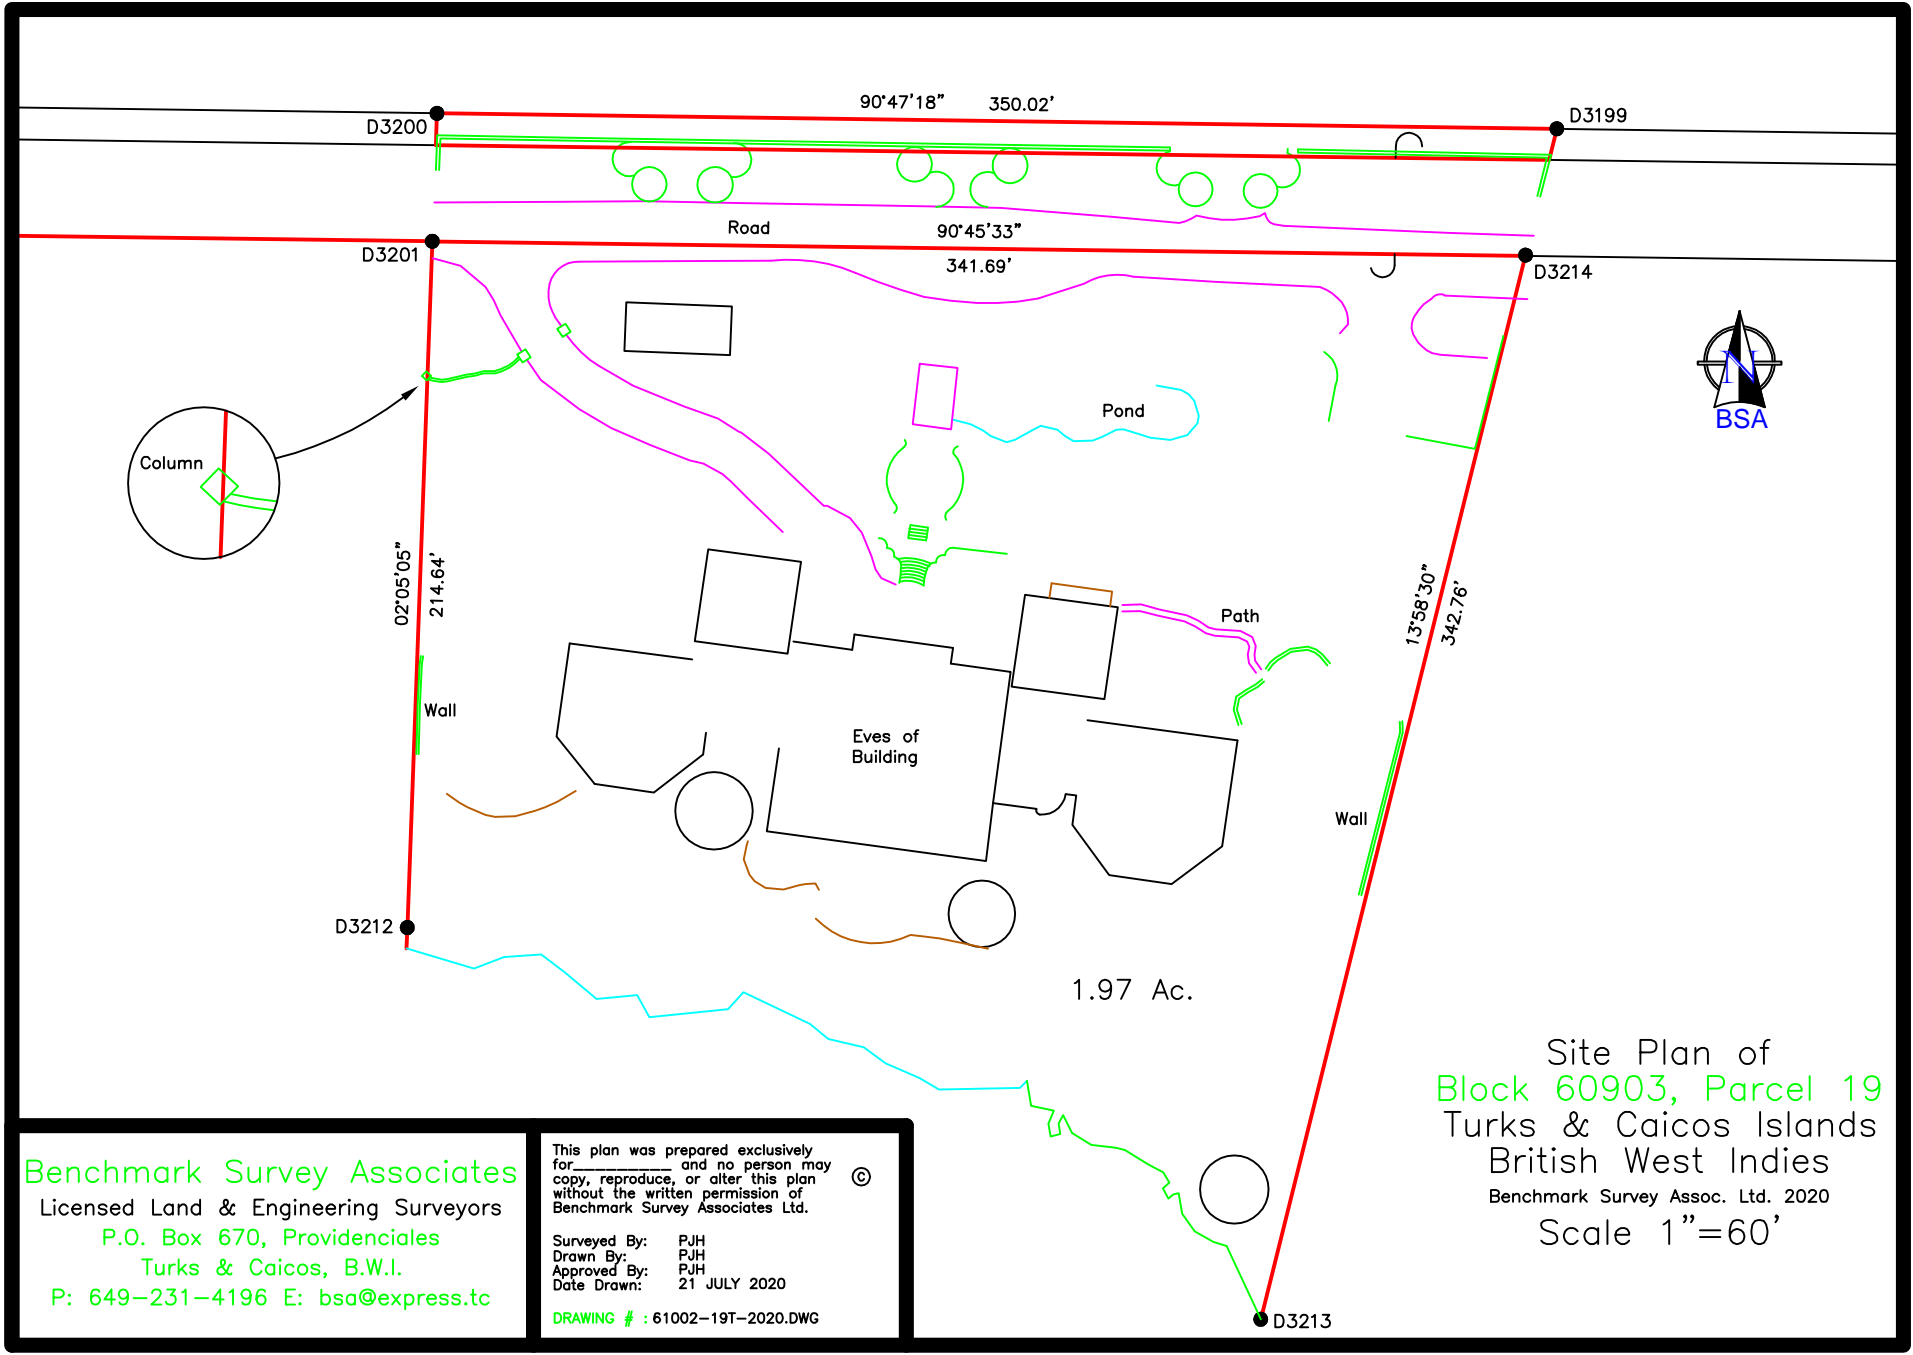 90°47'18" 350.02'
D3199
D3200
Road
90°45'33"
D3201
341.69'
D3214
N
BSA
Pond
Column
02°05'05"
214.64'
13°58'30"
342.76'
Path
Wall
Eves of
Building
Wall
D3212
1.97 Ac.
Site Plan of
Block 60903, Parcel 19
Turks & Caicos Islands
British West Indies
Benchmark Survey Assoc. Ltd. 2020
Scale 1"=60'
D3213
Benchmark Survey Associates
Licensed Land & Engineering Surveyors
P.O. Box 670, Providenciales
Turks & Caicos, B.W.I.
P: 649-231-4196 E: bsa@express.tc
This plan was prepared exclusively
for__________ and no person may
copy, reproduce, or alter this plan
without the written permission of
Benchmark Survey Associates Ltd.
©
Surveyed By: PJH
Drawn By: PJH
Approved By: PJH
Date Drawn: 21 JULY 2020
DRAWING # : 61002-19T-2020.DWG